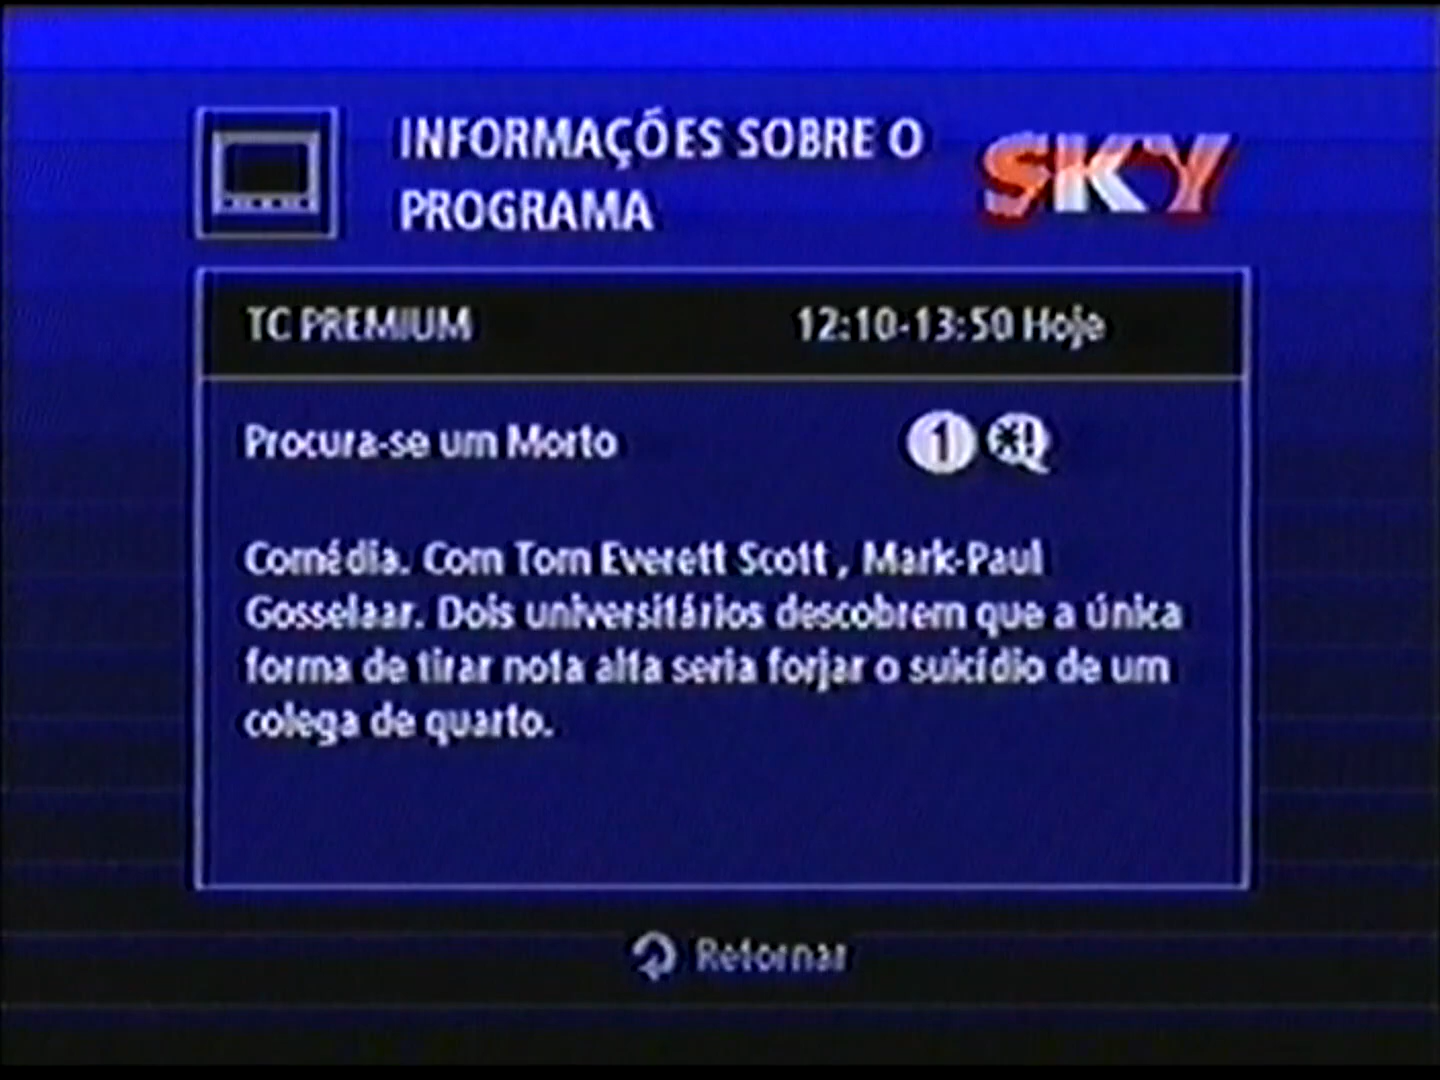 INFORMAÇÕES SOBRE O
PROGRAMA
SKY
TC PREMIUM 12:10-13:50 Hoje
Procura-se um Morto 1 *!
Comédia. Com Tom Everett Scott , Mark-Paul
Gosselaar. Dois universitários descobrem que a única
forma de tirar nota alta seria forjar o suicídio de um
colega de quarto.
Retornar